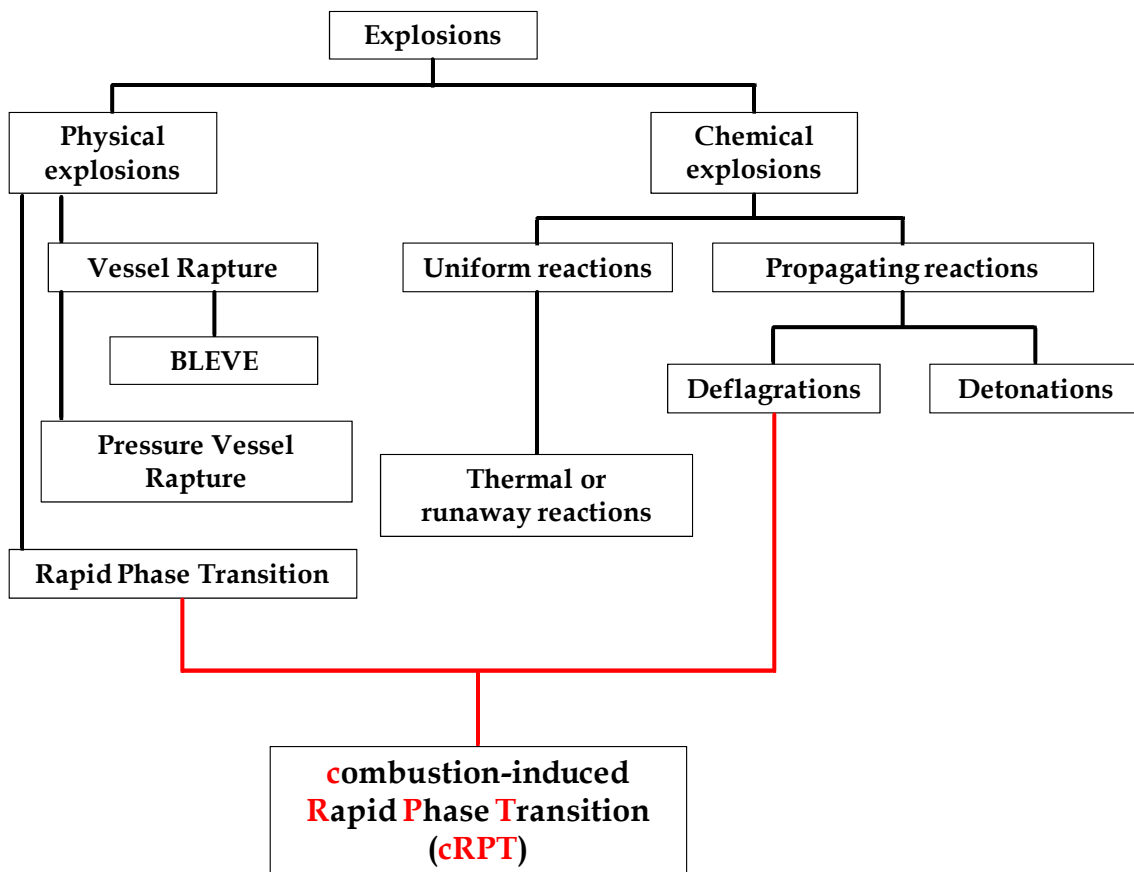 Explosions
Physical
explosions
Chemical
explosions
Vessel Rapture
Uniform reactions
Propagating reactions
BLEVE
Deflagrations
Detonations
Pressure Vessel
Rapture
Thermal or
runaway reactions
Rapid Phase Transition
combustion-induced
Rapid Phase Transition
(cRPT)